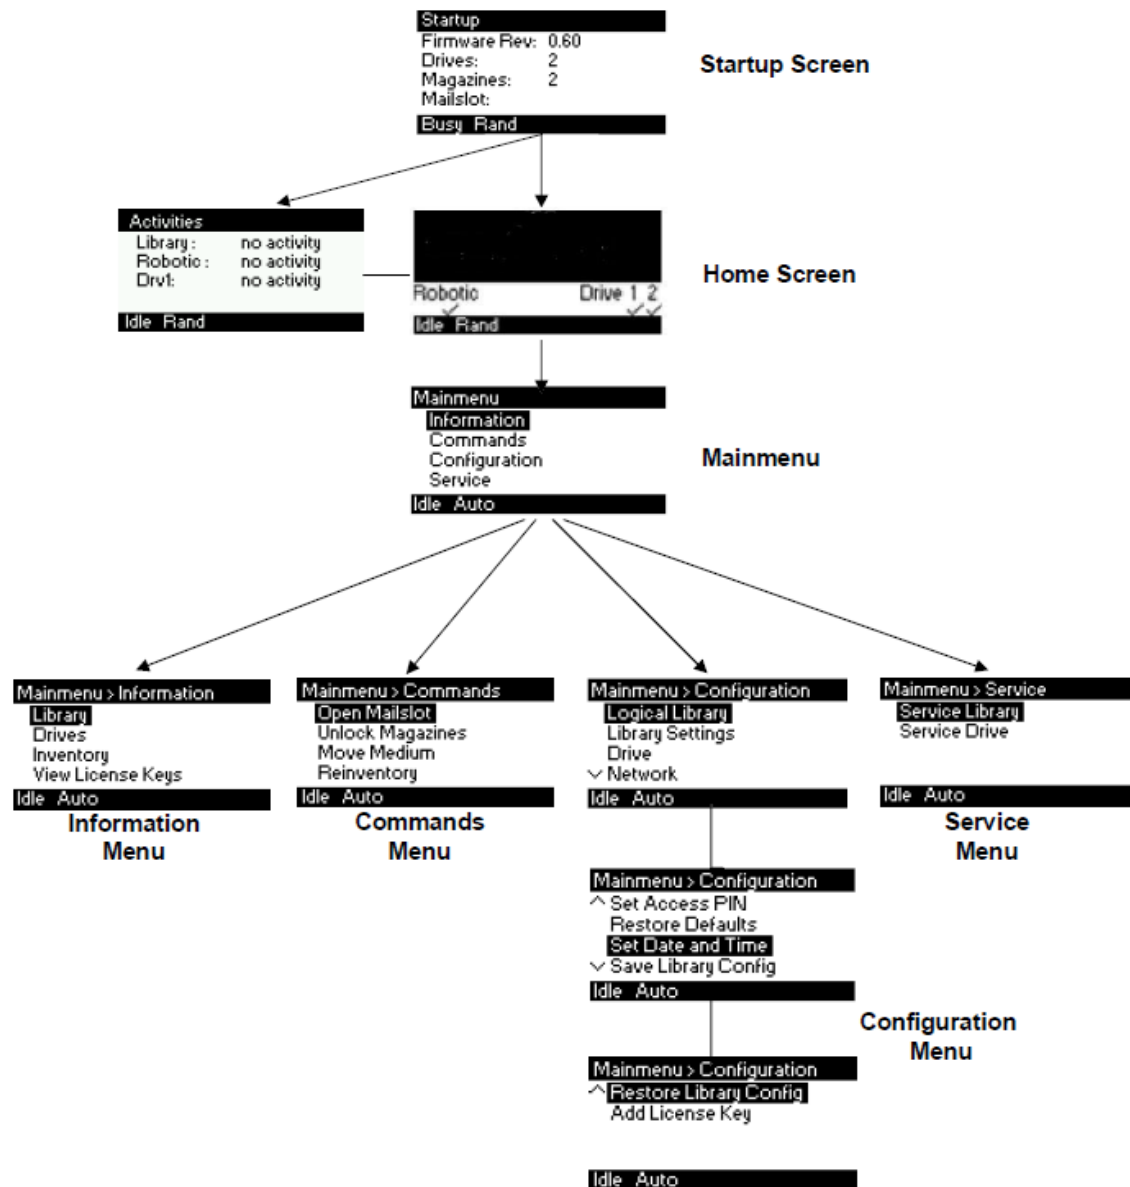 Startup
Firmware Rev: 0.60
Drives: 2
Magazines: 2
Mailslot:
Busy Rand
Startup Screen
Activities
Library: no activity
Robotic: no activity
Drv1: no activity
Idle Rand
Robotic Drive 1 2
Idle Rand
Home Screen
Mainmenu
Information
Commands
Configuration
Service
Idle Auto
Mainmenu
Mainmenu > Information
Library
Drives
Inventory
View License Keys
Idle Auto
Information
Menu
Mainmenu > Commands
Open Mailslot
Unlock Magazines
Move Medium
Reinventory
Idle Auto
Commands
Menu
Mainmenu > Configuration
Logical Library
Library Settings
Drive
Network
Idle Auto
Mainmenu > Service
Service Library
Service Drive
Idle Auto
Service
Menu
Mainmenu > Configuration
Set Access PIN
Restore Defaults
Set Date and Time
Save Library Config
Idle Auto
Configuration
Menu
Mainmenu > Configuration
Restore Library Config
Add License Key
Idle Auto